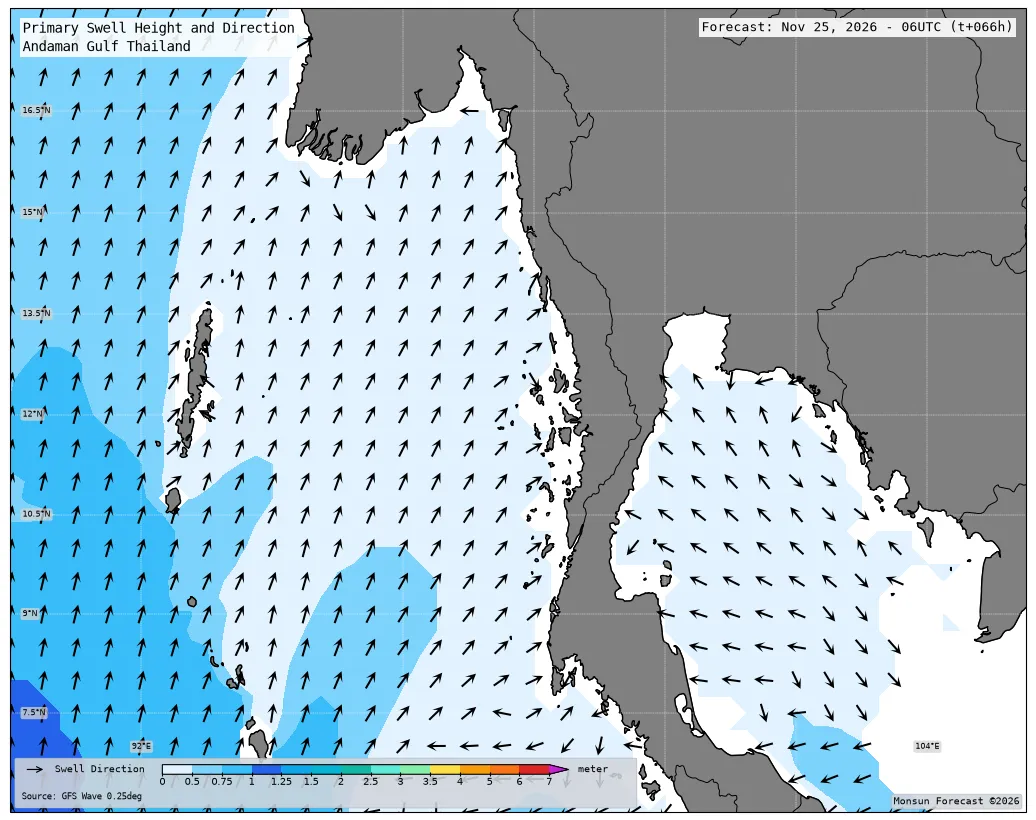 Primary Swell Height and Direction
Andaman Gulf Thailand
Forecast: Nov 25, 2026 - 06UTC (t+066h)
16.5°N
15°N
13.5°N
12°N
10.5°N
9°N
7.5°N
92°E
104°E
Swell Direction
0 0.5 0.75 1 1.25 1.5 2 2.5 3 3.5 4 5 6 7 meter
Source: GFS Wave 0.25deg
Monsun Forecast ©2026